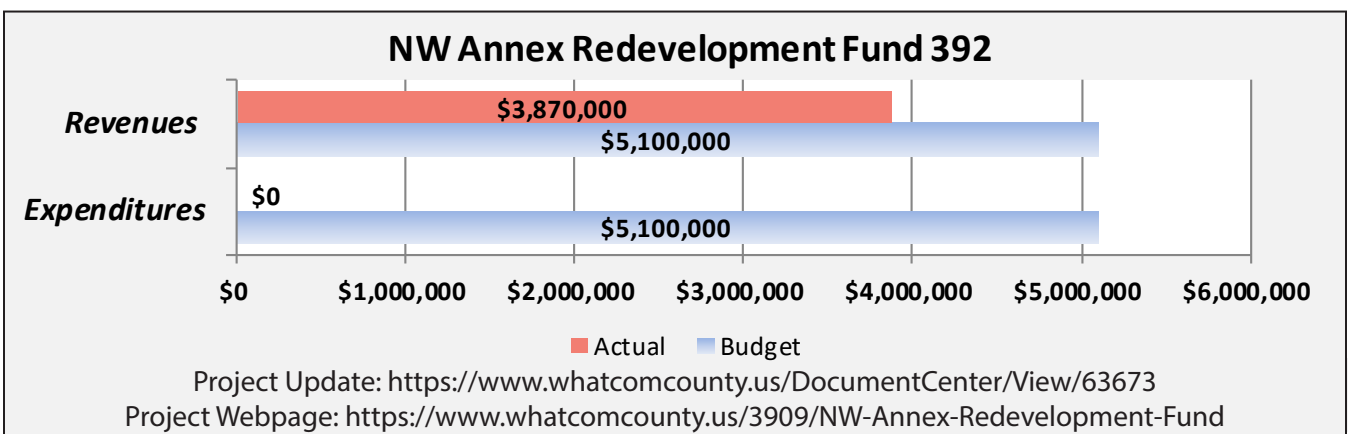 NW Annex Redevelopment Fund 392
Revenues
$3,870,000
$5,100,000
Expenditures
$0
$5,100,000
$0 $1,000,000 $2,000,000 $3,000,000 $4,000,000 $5,000,000 $6,000,000
Actual Budget
Project Update: https://www.whatcomcounty.us/DocumentCenter/View/63673
Project Webpage: https://www.whatcomcounty.us/3909/NW-Annex-Redevelopment-Fund